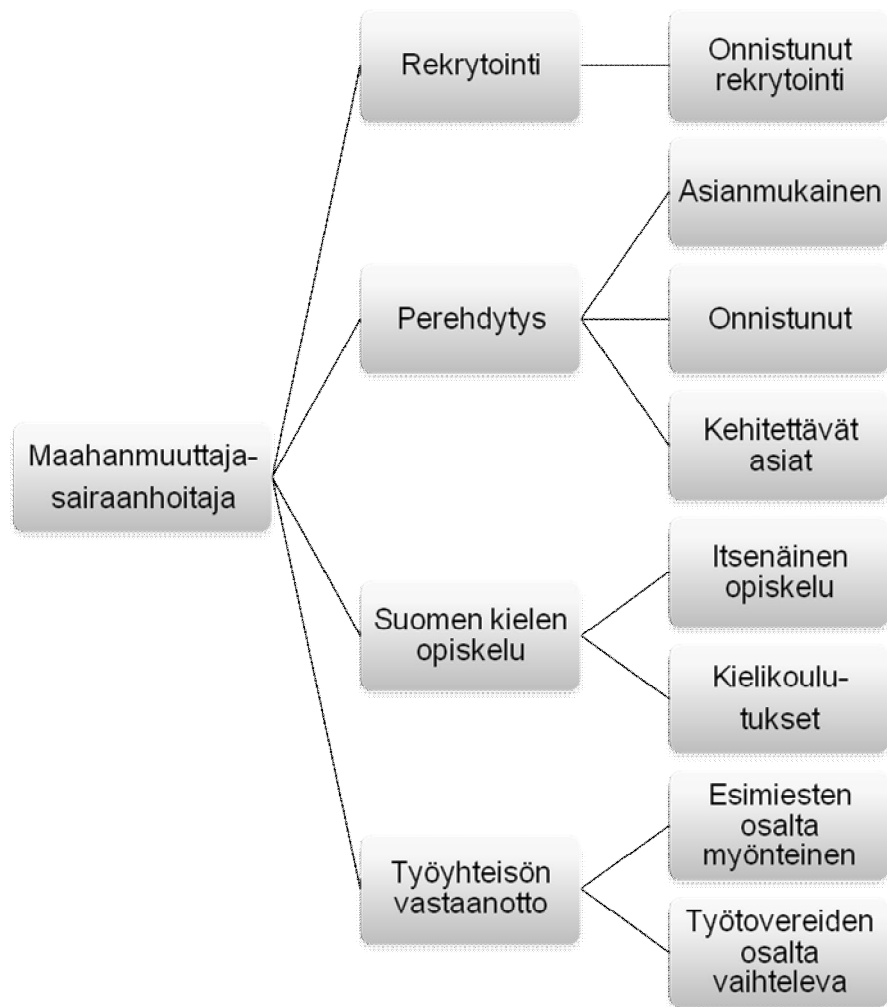 Rekrytointi
Onnistunut
rekrytointi
Asianmukainen
Perehdytys
Onnistunut
Kehitettävät
asiat
Maahanmuuttaja-
sairaanhoitaja
Itsenäinen
opiskelu
Suomen kielen
opiskelu
Kielikoulu-
tukset
Esimiesten
osalta
myönteinen
Työyhteisön
vastaanotto
Työtovereiden
osalta
vaihteleva